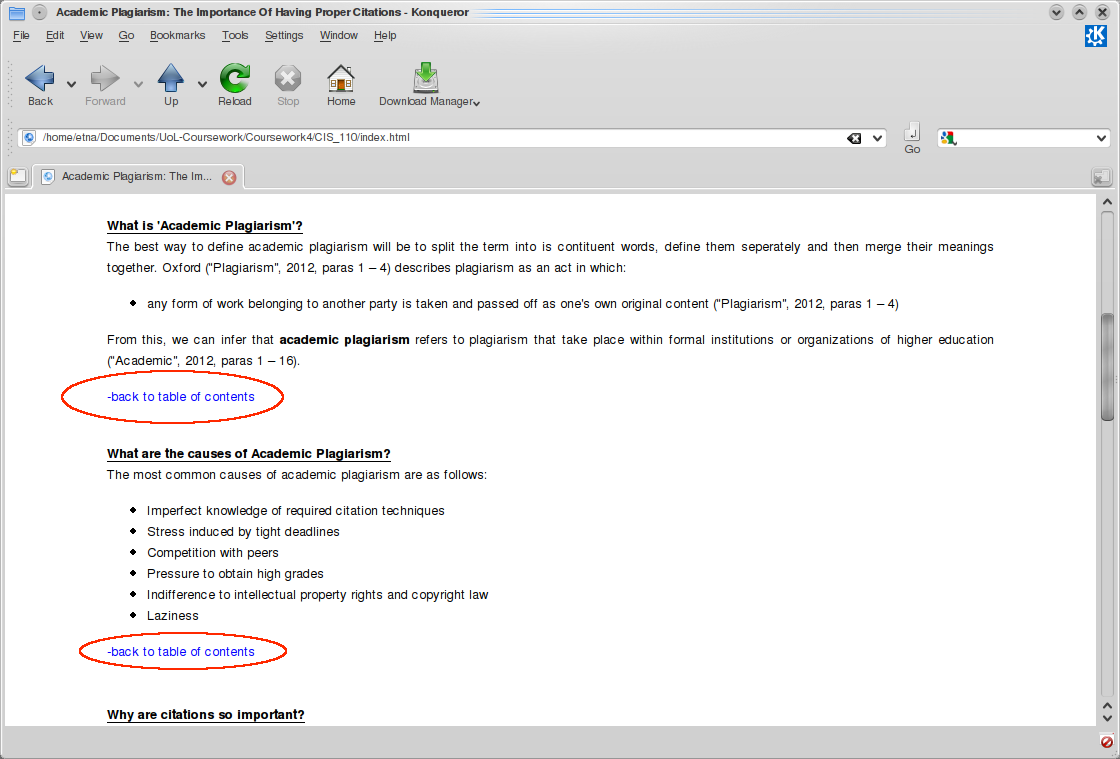 Academic Plagiarism: The Importance Of Having Proper Citations - Konqueror
File Edit View Go Bookmarks Tools Settings Window Help
Back Forward Up Reload Stop Home Download Manager
/home/etna/Documents/UoL-Coursework/Coursework4/CIS_110/index.html
Go
Academic Plagiarism: The Im...
What is 'Academic Plagiarism'?
The best way to define academic plagiarism will be to split the term into is contituent words, define them seperately and then merge their meanings
together. Oxford ("Plagiarism", 2012, paras 1 – 4) describes plagiarism as an act in which:
any form of work belonging to another party is taken and passed off as one's own original content ("Plagiarism", 2012, paras 1 – 4)
From this, we can infer that academic plagiarism refers to plagiarism that take place within formal institutions or organizations of higher education
("Academic", 2012, paras 1 – 16).
-back to table of contents
What are the causes of Academic Plagiarism?
The most common causes of academic plagiarism are as follows:
Imperfect knowledge of required citation techniques
Stress induced by tight deadlines
Competition with peers
Pressure to obtain high grades
Indifference to intellectual property rights and copyright law
Laziness
-back to table of contents
Why are citations so important?